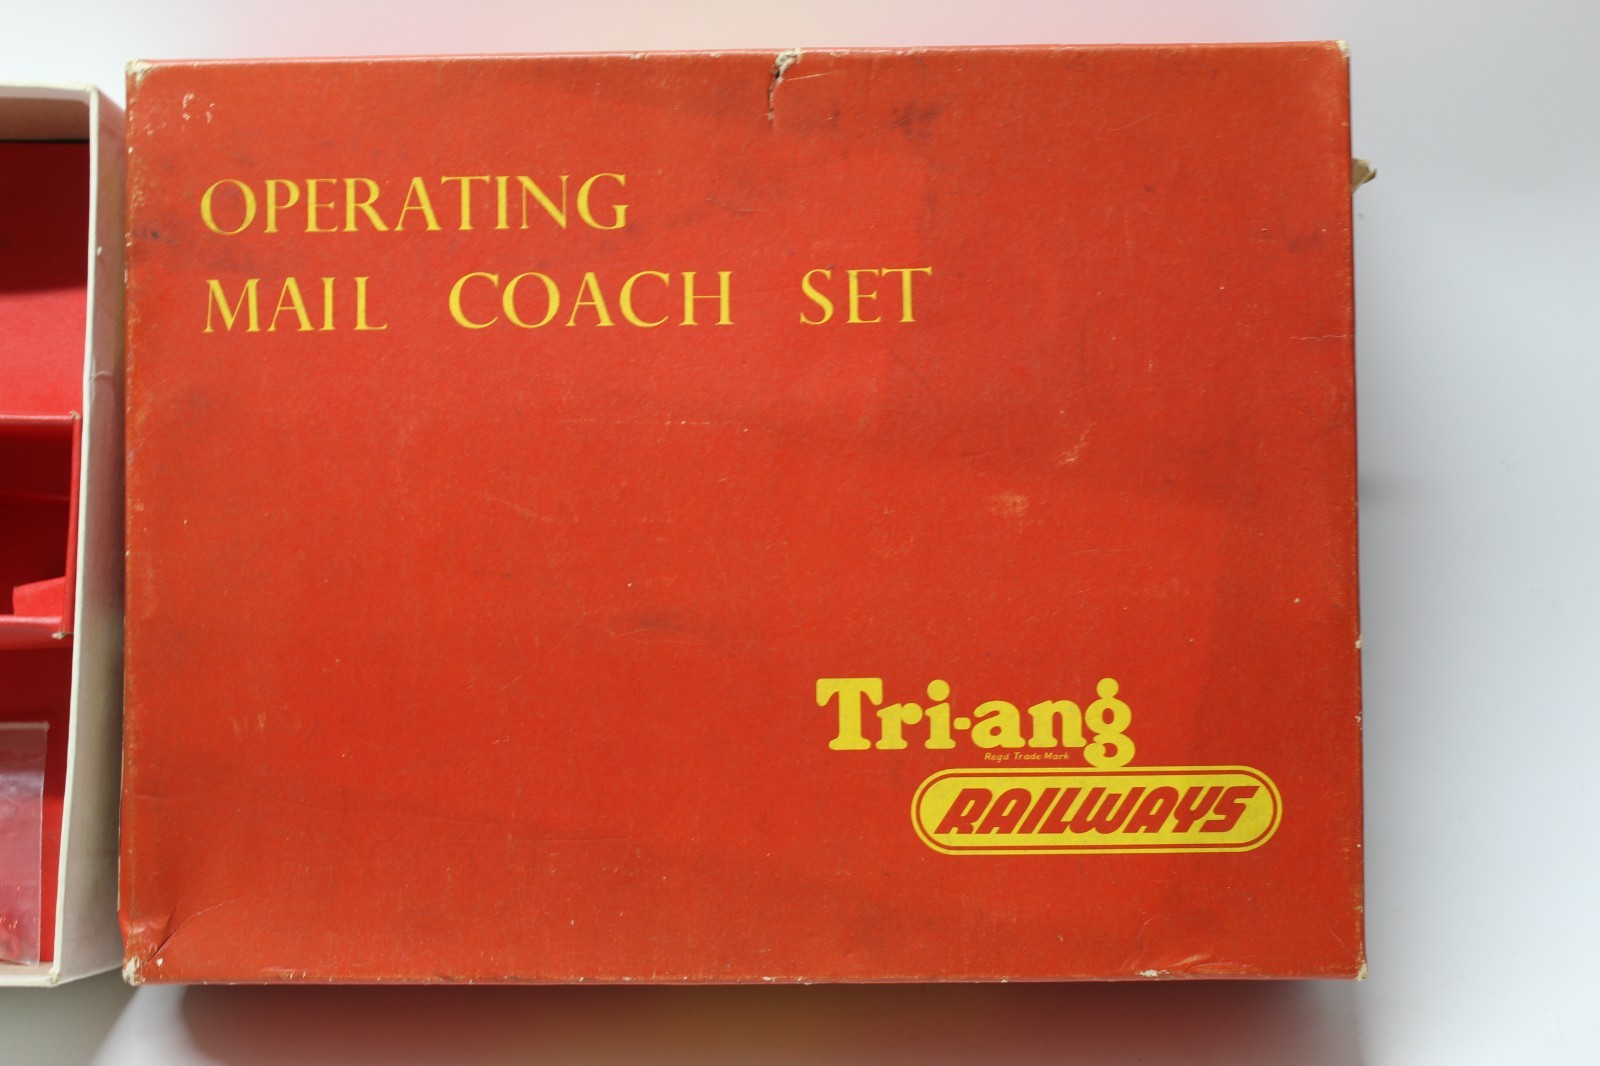 OPERATING
MAIL COACH SET
Tri-ang
Regd Trade Mark
RAILWAYS